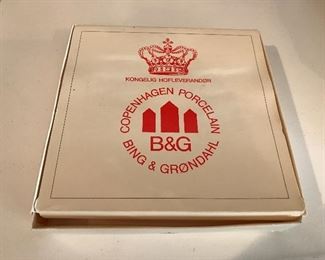 KONGELIG HOFLEVERANDØR
COPENHAGEN PORCELAIN
B&G
BING & GRØNDAHL